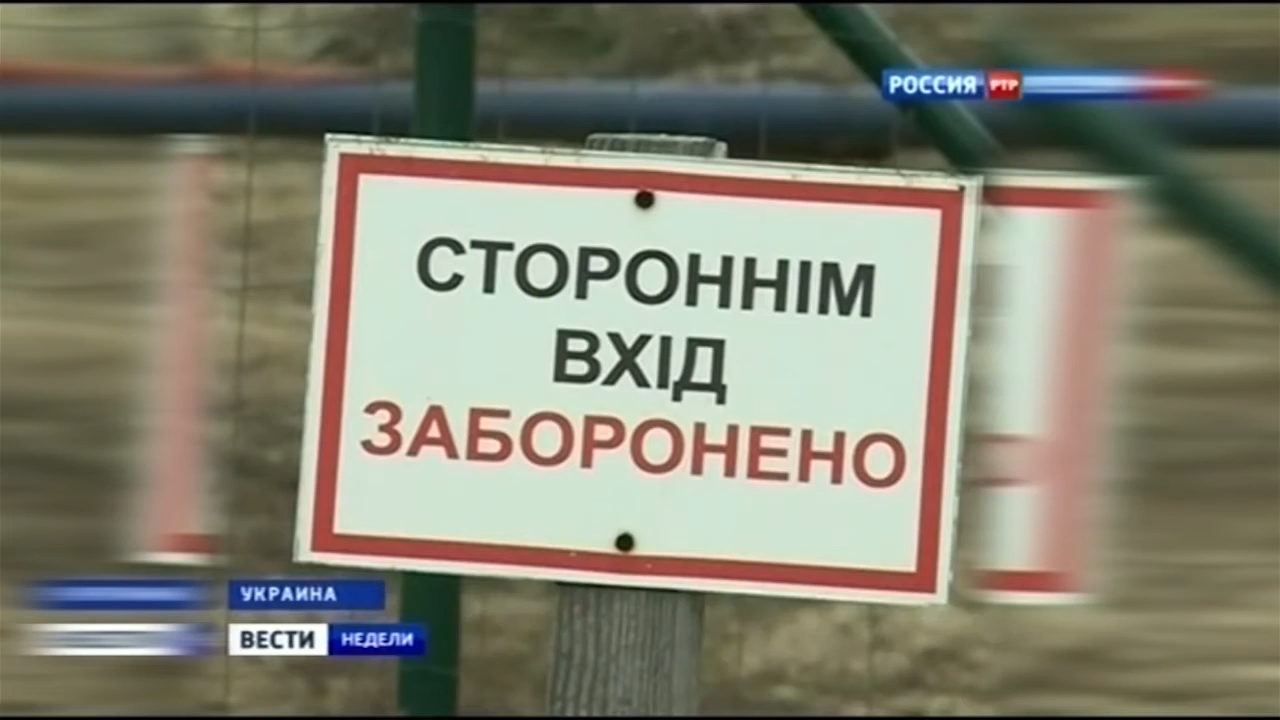 РОССИЯ РТР
СТОРОННІМ
ВХІД
ЗАБОРОНЕНО
УКРАИНА
ВЕСТИ НЕДЕЛИ